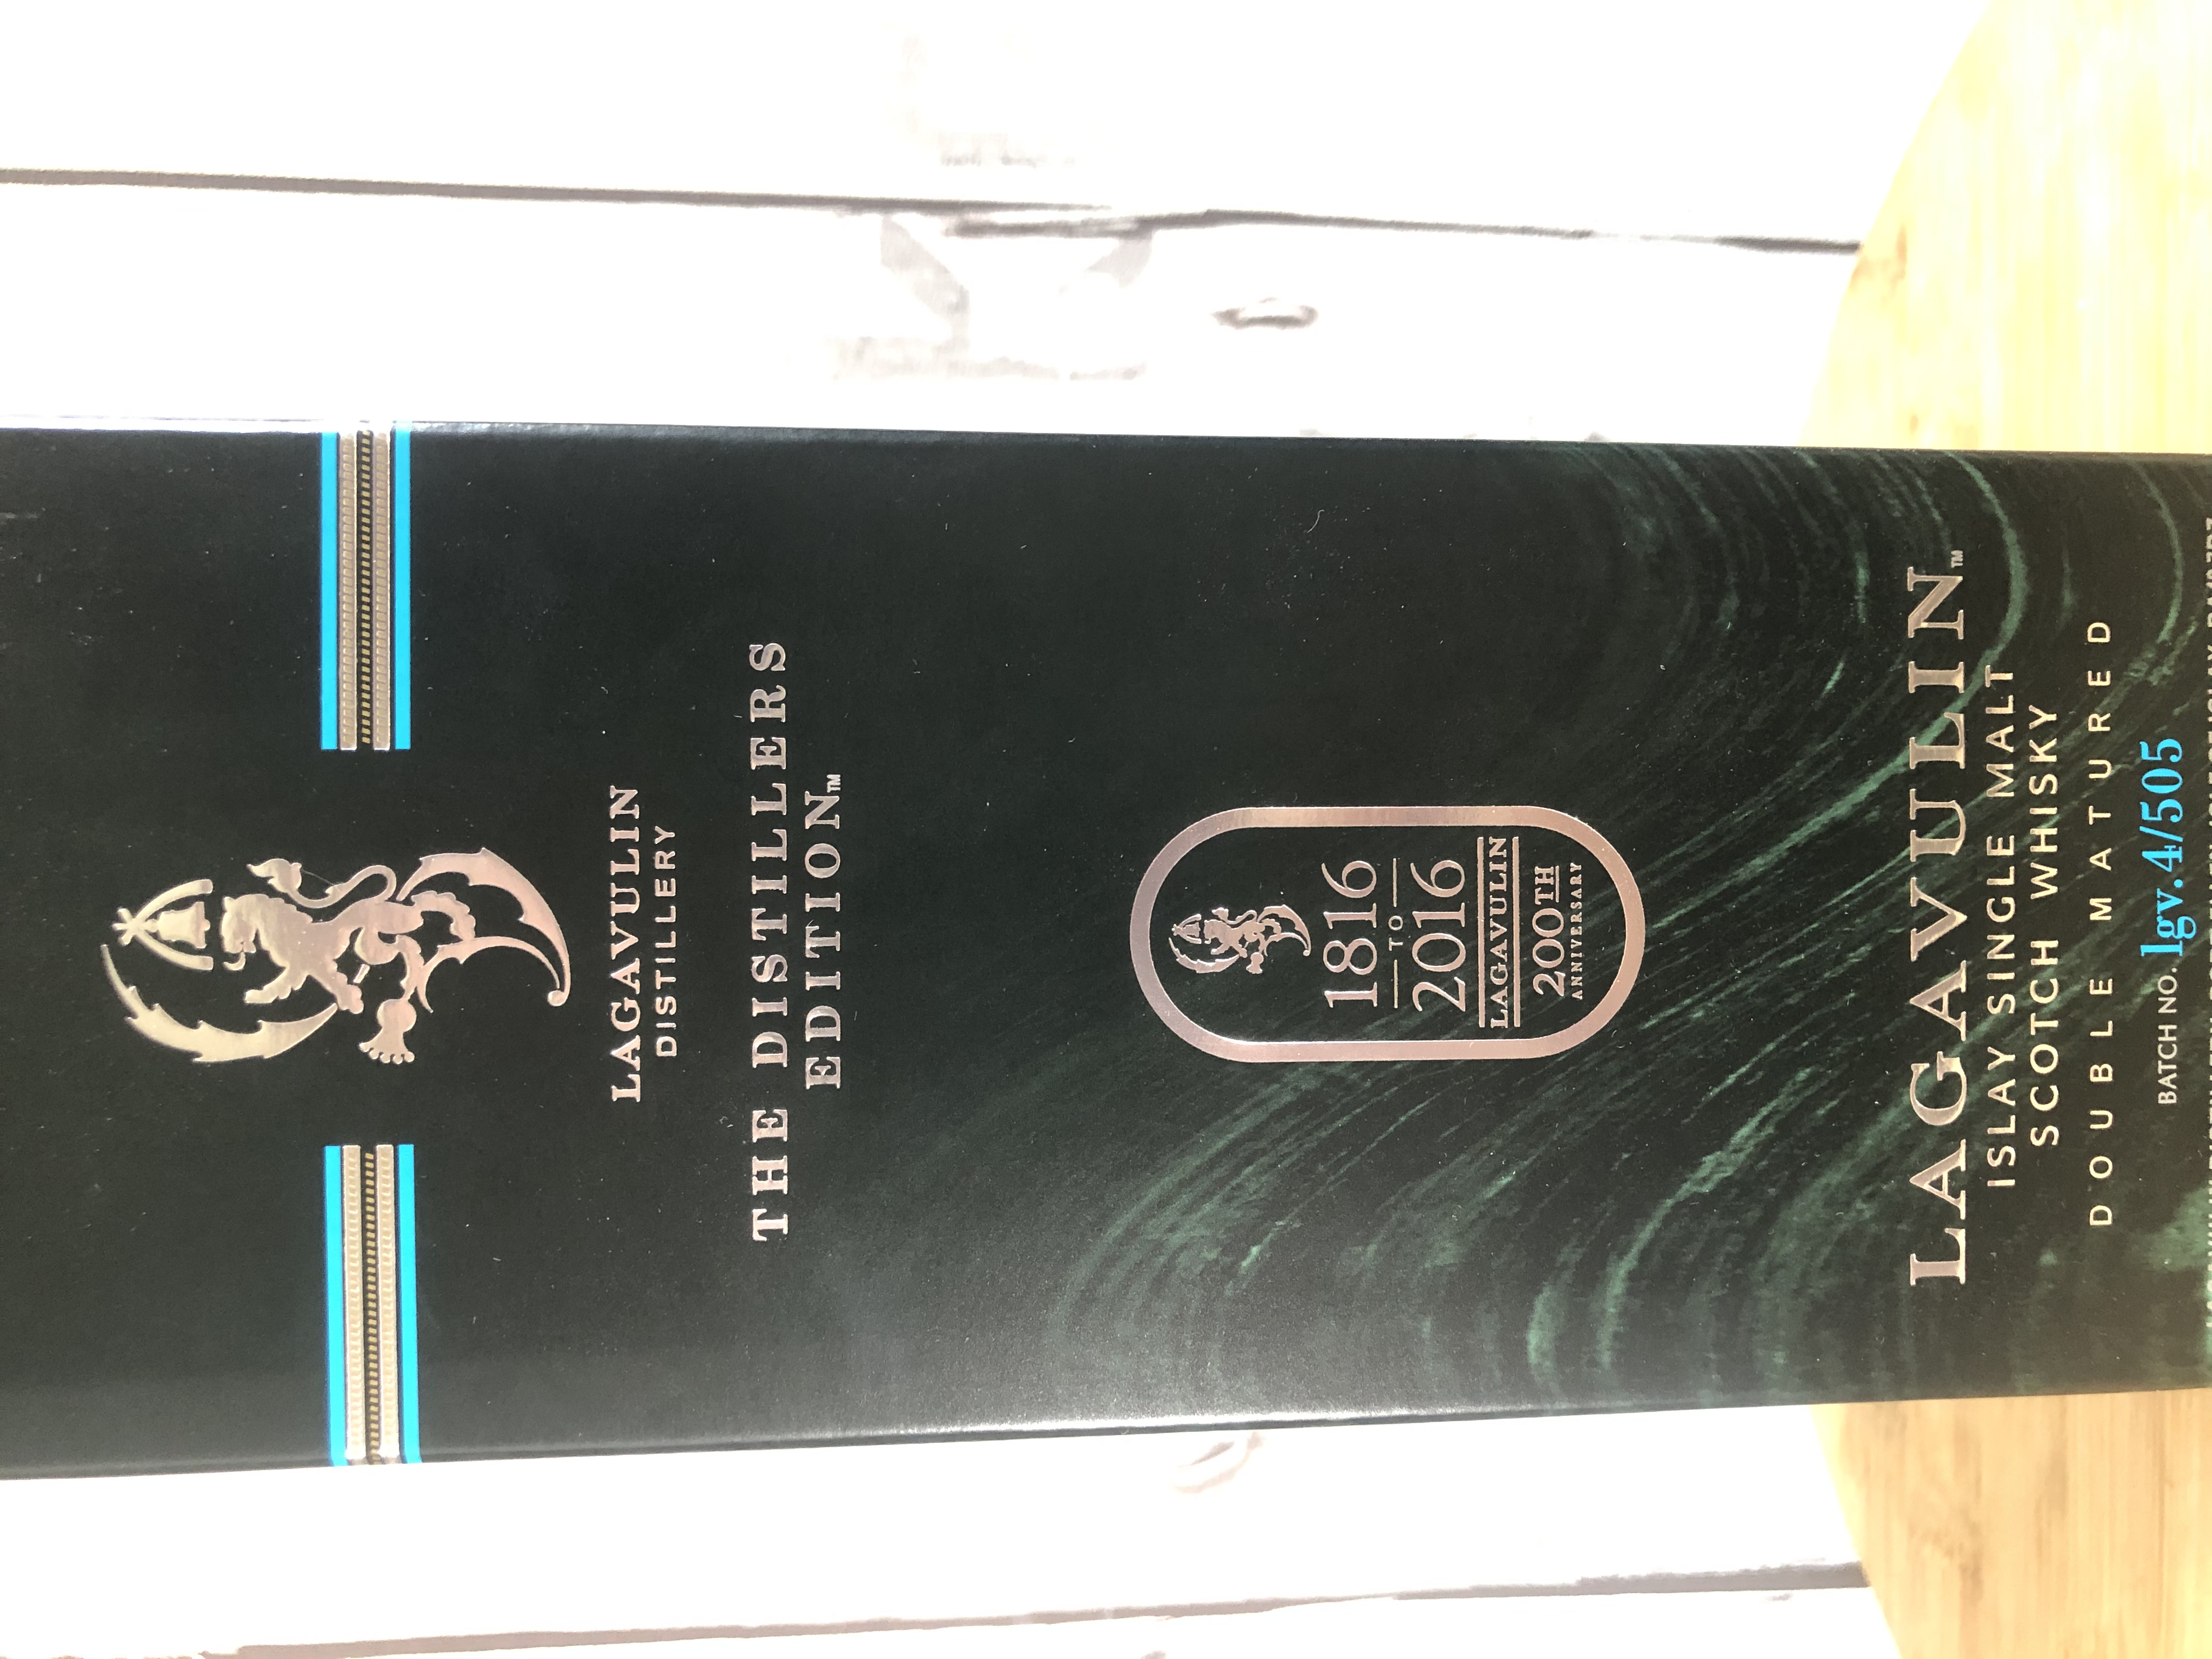 LAGAVULIN
DISTILLERY
THE DISTILLERS
EDITION™
1816
TO
2016
LAGAVULIN
200TH
ANNIVERSARY
LAGAVULIN™
ISLAY SINGLE MALT
SCOTCH WHISKY
DOUBLE MATURED
BATCH NO. lgv.4/505